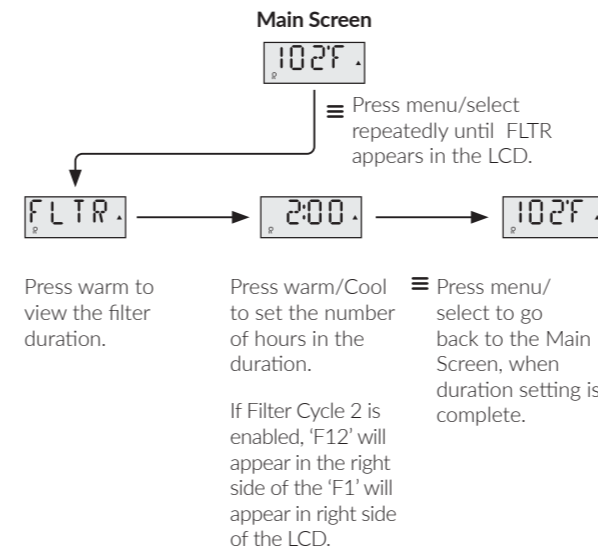 Main Screen
102°F
R
Press menu/select
repeatedly until FLTR
appears in the LCD.
FLTR
R
2:00
R
102°F
R
Press warm to
view the filter
duration.
Press warm/Cool
to set the number
of hours in the
duration.
If Filter Cycle 2 is
enabled, ‘F12’ will
appear in the right
side of the ‘F1’ will
appear in right side
of the LCD.
Press menu/
select to go
back to the Main
Screen, when
duration setting is
complete.